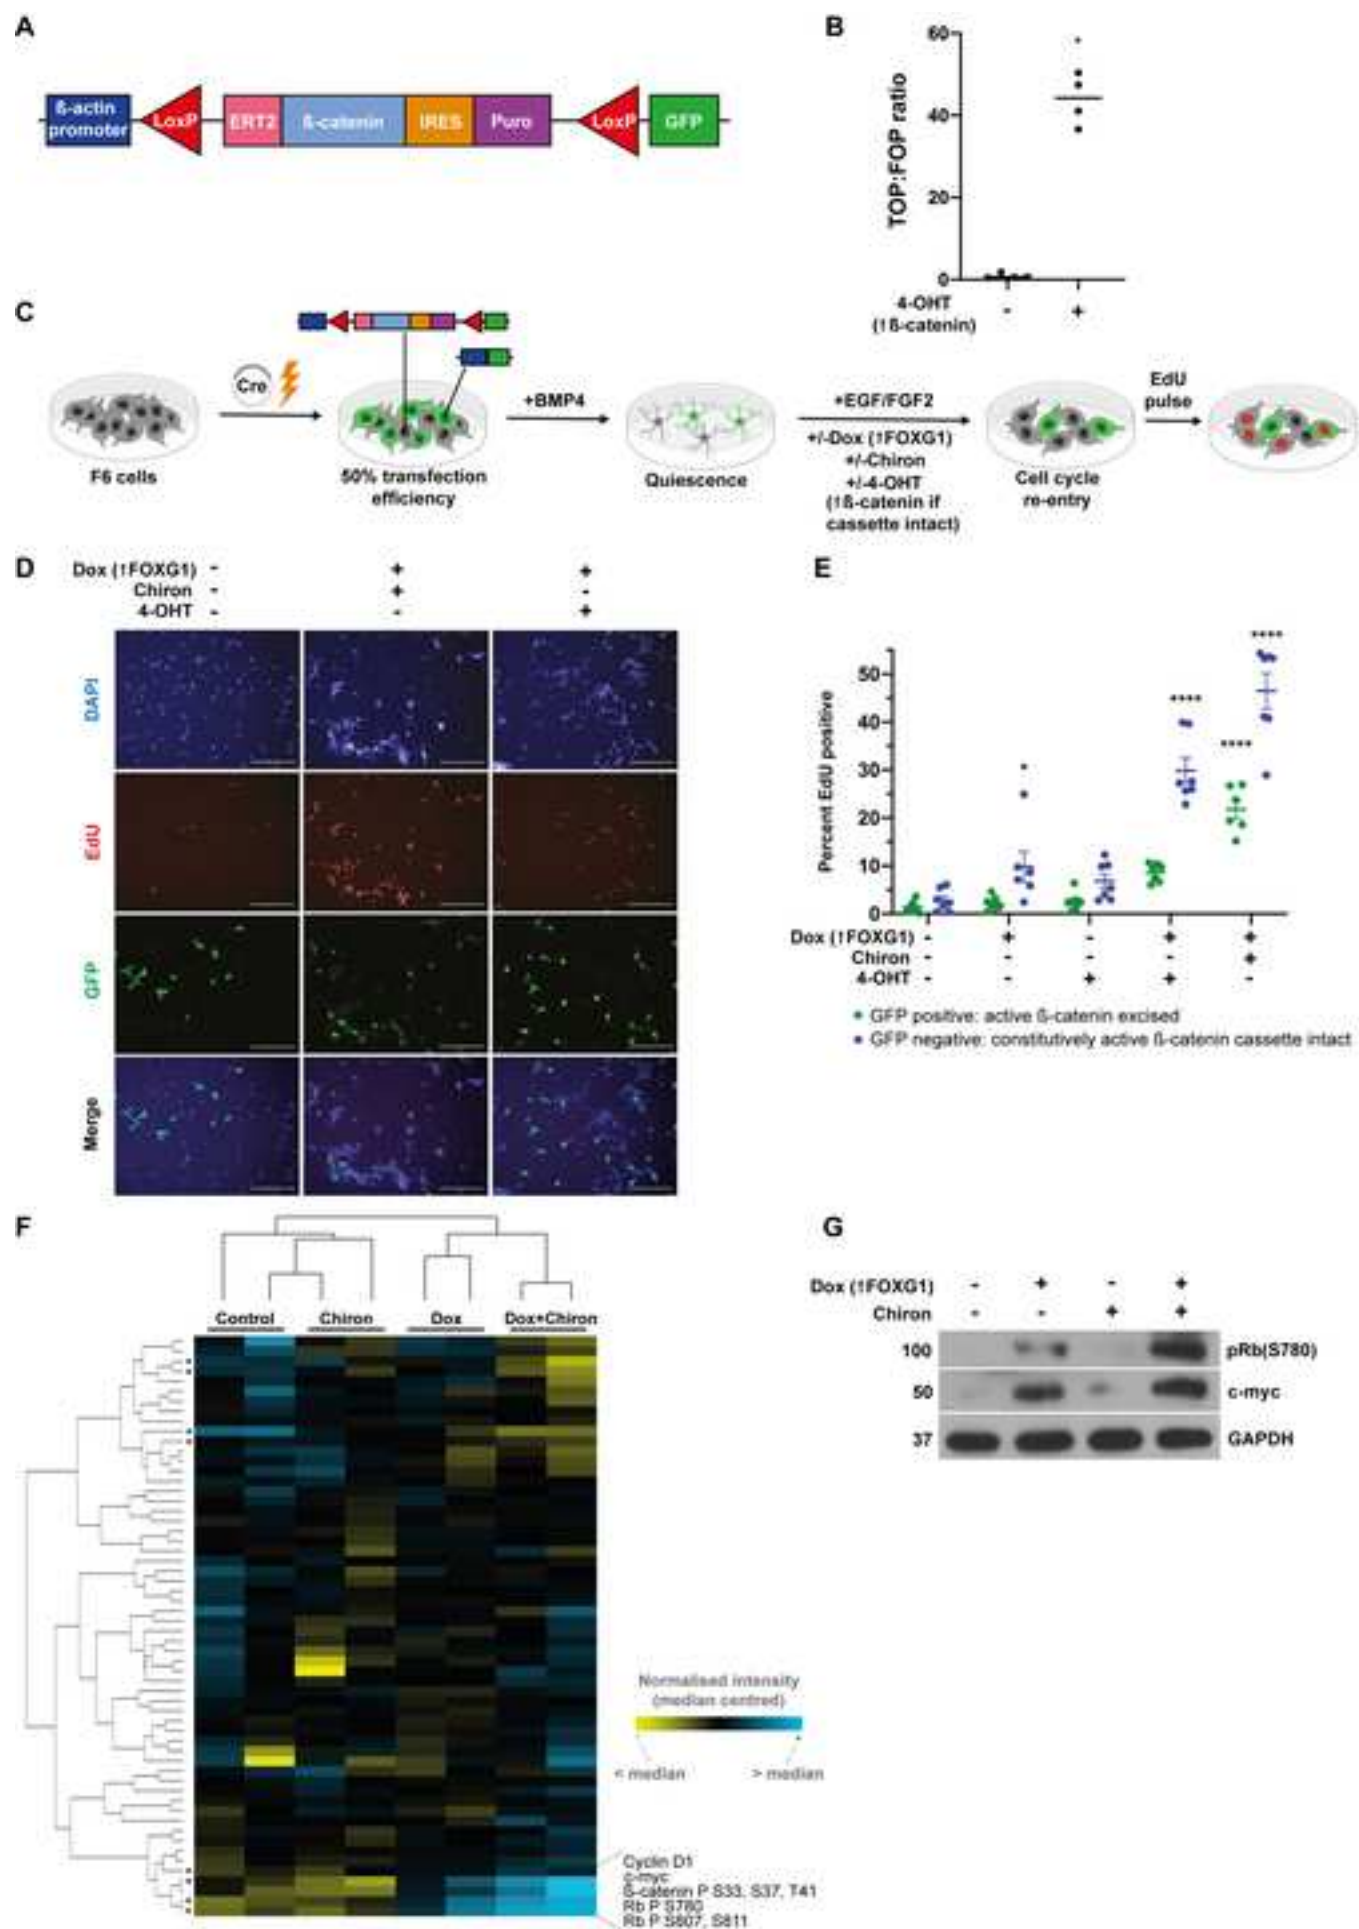 A
ß-actin
promoter
LoxP
ERT2
ß-catenin
IRES
Puro
LoxP
GFP
B
TOP:FOP ratio
60
40
20
0
4-OHT
(↑ß-catenin)
-
+
C
Cre
F6 cells
50% transfection
efficiency
+BMP4
Quiescence
+EGF/FGF2
+/-Dox (↑FOXG1)
+/-Chiron
+/-4-OHT
(↑ß-catenin if
cassette intact)
Cell cycle
re-entry
EdU
pulse
D
Dox (↑FOXG1) - + +
Chiron - + -
4-OHT - - +
DAPI
EdU
GFP
Merge
E
Percent EdU positive
50
40
30
20
10
0
****
****
****
Dox (↑FOXG1) - + - + +
Chiron - - - - +
4-OHT - - + + -
GFP positive: active ß-catenin excised
GFP negative: constitutively active ß-catenin cassette intact
F
Control
Chiron
Dox
Dox+Chiron
Normalised intensity
(median centred)
< median
> median
Cyclin D1
c-myc
ß-catenin P S33, S37, T41
Rb P S780
Rb P S807, S811
G
Dox (↑FOXG1) - + - +
Chiron - - + +
100 pRb(S780)
50 c-myc
37 GAPDH